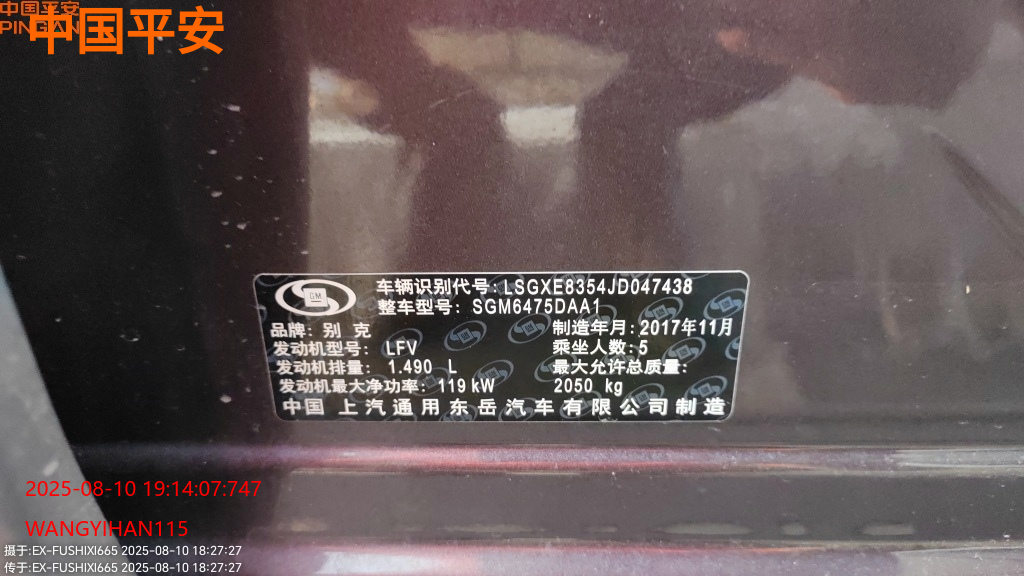 中国平安
PINGAN
中国平安
GM
车辆识别代号：LSGXE8354JD047438
整车型号：SGM6475DAA1
品牌：别 克 制造年月：2017年11月
发动机型号：LFV 乘坐人数：5
发动机排量：1.490 L 最大允许总质量：
发动机最大净功率：119 kW 2050 kg
中国 上汽通用东岳汽车有限公司制造
2025-08-10 19:14:07:747
WANGYIHAN115
摄于:EX-FUSHIXI665 2025-08-10 18:27:27
传于:EX-FUSHIXI665 2025-08-10 18:27:27